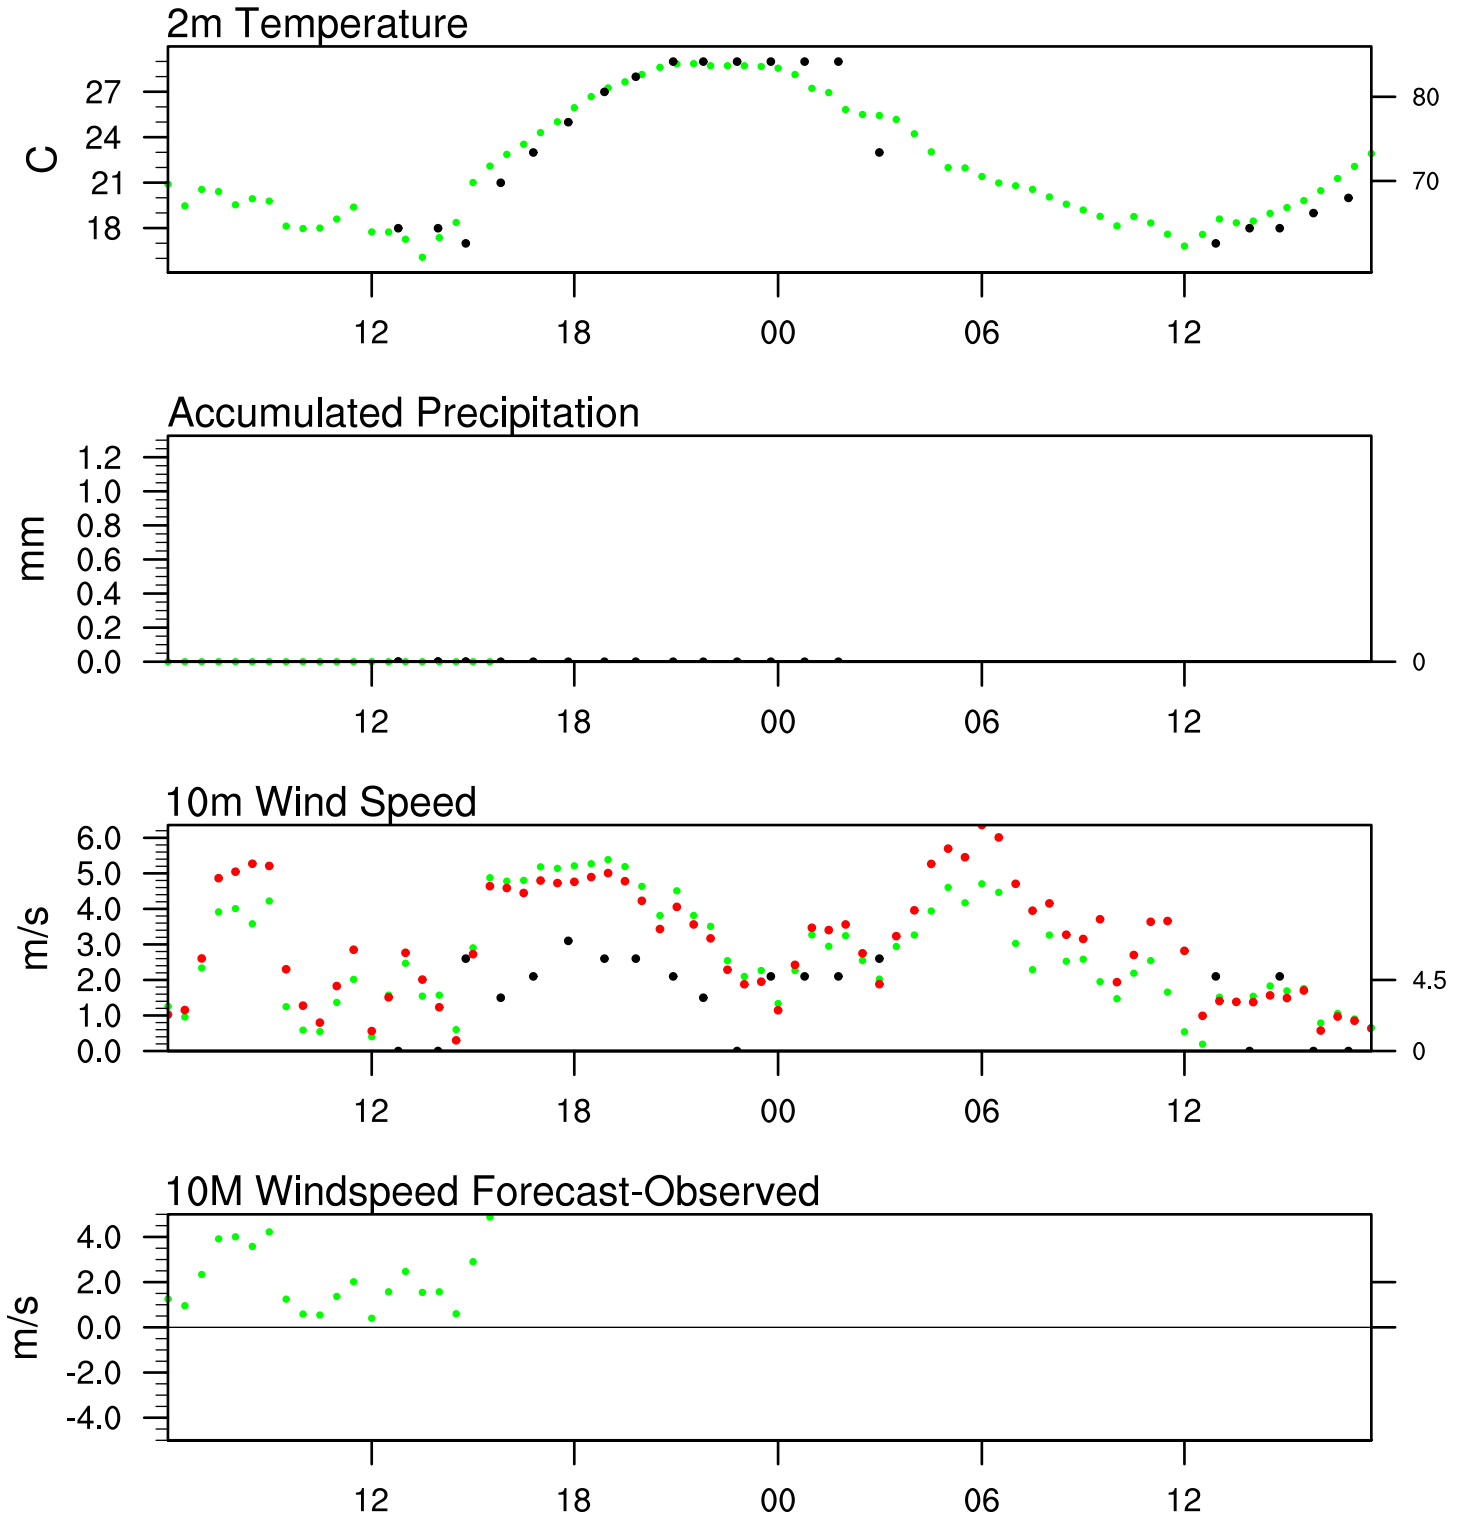 2m Temperature
C
27
24
21
18
80
70
12 18 00 06 12
Accumulated Precipitation
mm
1.2
1.0
0.8
0.6
0.4
0.2
0.0
0
12 18 00 06 12
10m Wind Speed
m/s
6.0
5.0
4.0
3.0
2.0
1.0
0.0
4.5
0
12 18 00 06 12
10M Windspeed Forecast-Observed
m/s
4.0
2.0
0.0
-2.0
-4.0
12 18 00 06 12